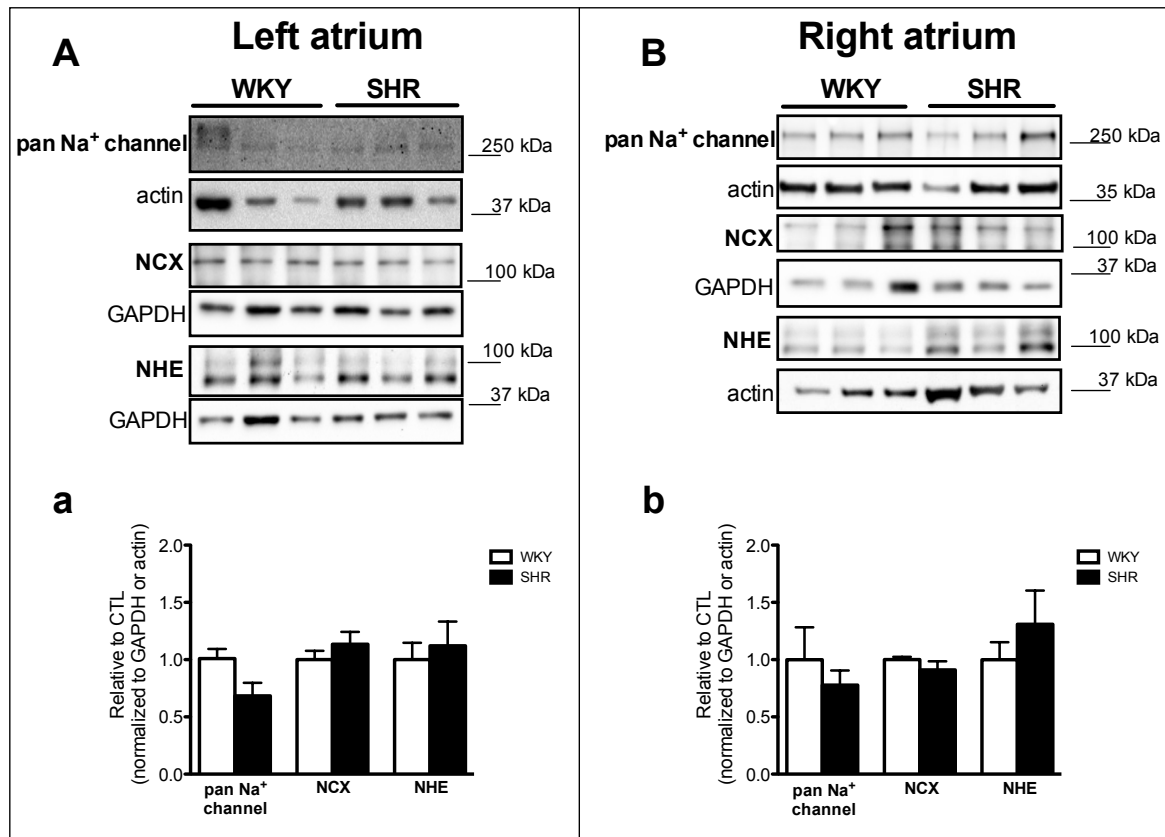 A
Left atrium
WKY SHR
pan Na⁺ channel
250 kDa
actin
37 kDa
NCX
100 kDa
GAPDH
NHE
100 kDa
37 kDa
GAPDH
B
Right atrium
WKY SHR
pan Na⁺ channel
250 kDa
actin
35 kDa
NCX
100 kDa
37 kDa
GAPDH
NHE
100 kDa
actin
37 kDa
a
Relative to CTL
(normalized to GAPDH or actin)
2.0
1.5
1.0
0.5
0.0
WKY
SHR
pan Na⁺
channel
NCX
NHE
b
Relative to CTL
(normalized to GAPDH or actin)
2.0
1.5
1.0
0.5
0.0
WKY
SHR
pan Na⁺
channel
NCX
NHE